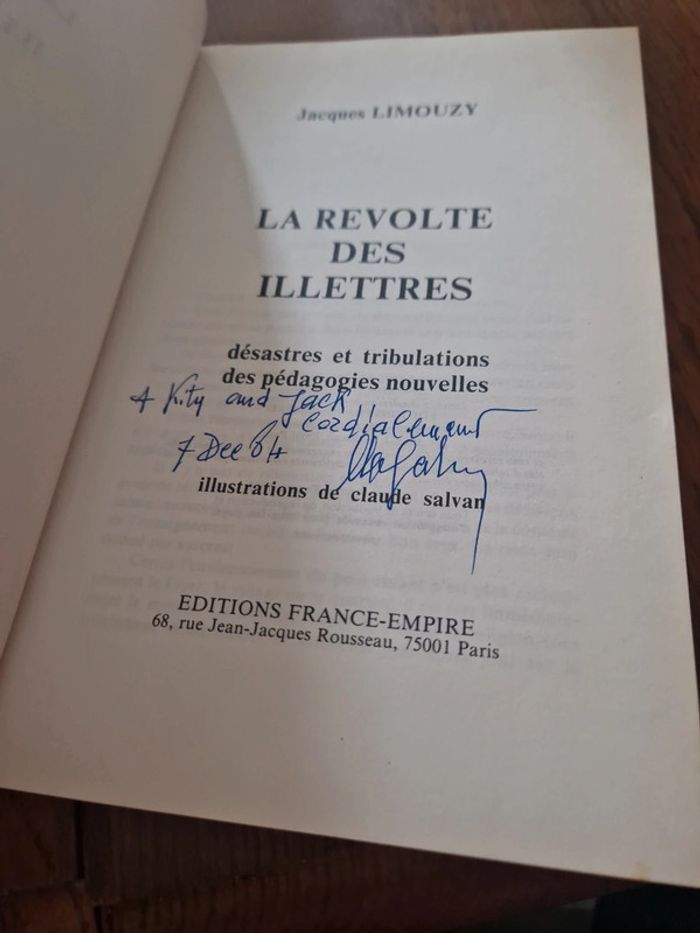 Jacques LIMOUZY
LA REVOLTE
DES
ILLETTRES
désastres et tribulations
des pédagogies nouvelles
A Kity and Jack
cordialement
7 Dec 84
illustrations de claude salvan
EDITIONS FRANCE-EMPIRE
68, rue Jean-Jacques Rousseau, 75001 Paris